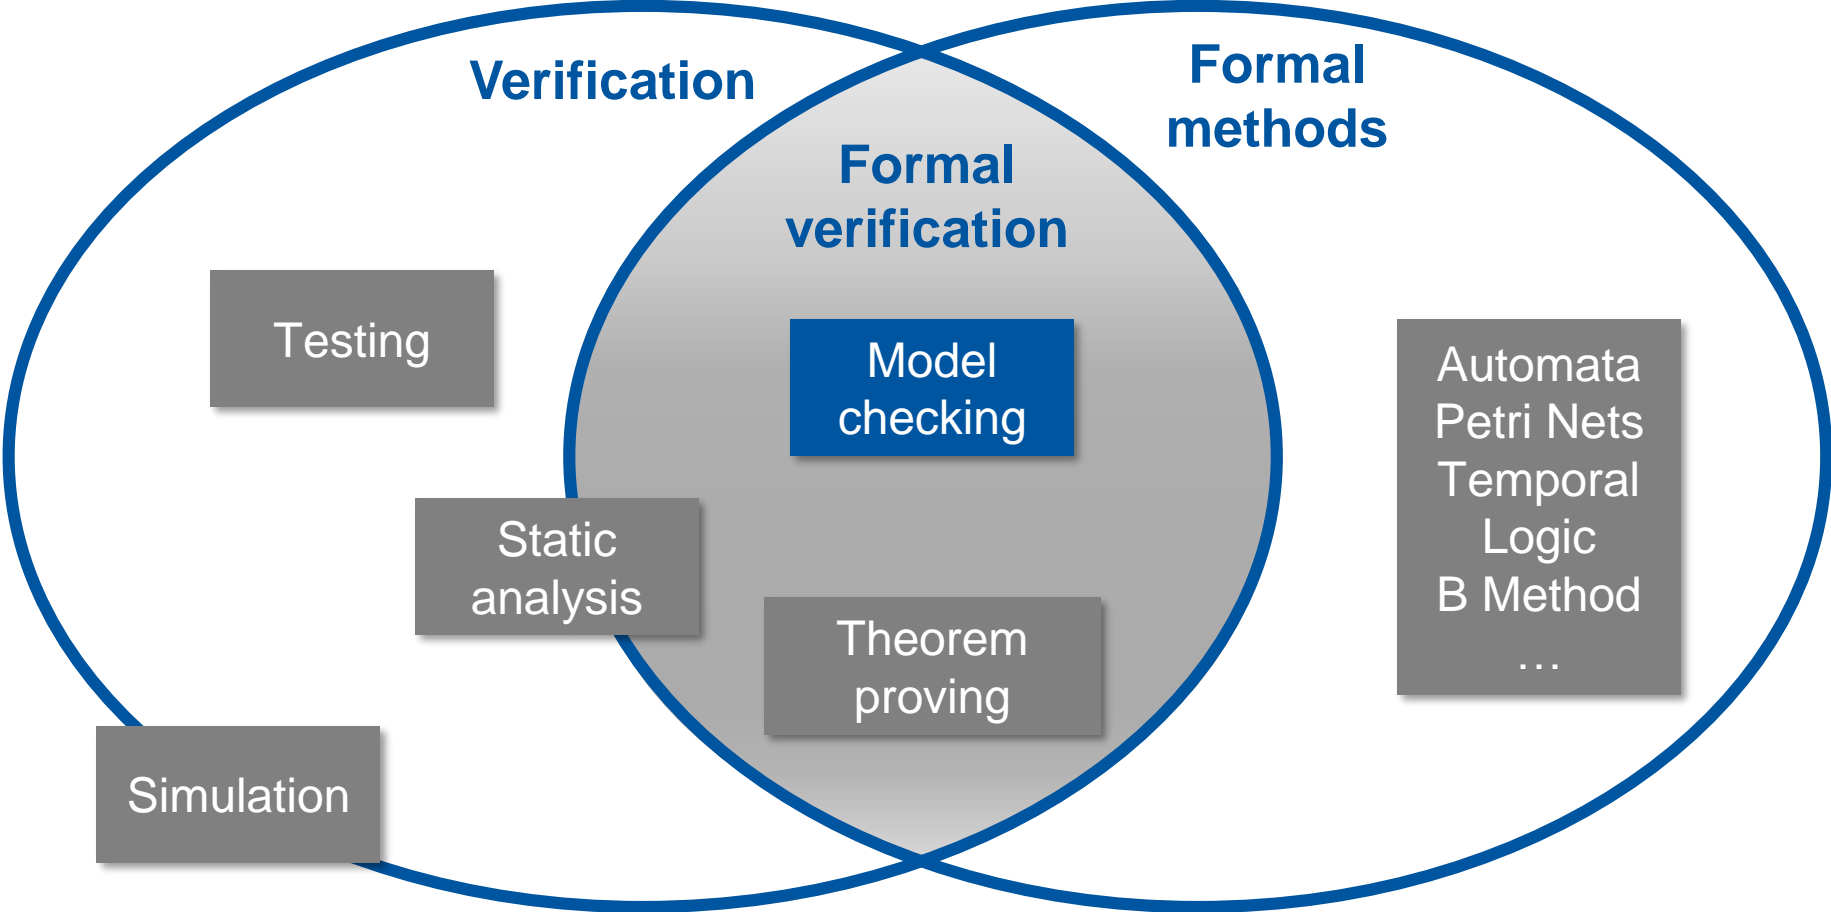 Verification
Formal
methods
Formal
verification
Testing
Model
checking
Automata
Petri Nets
Temporal
Logic
B Method
…
Static
analysis
Theorem
proving
Simulation